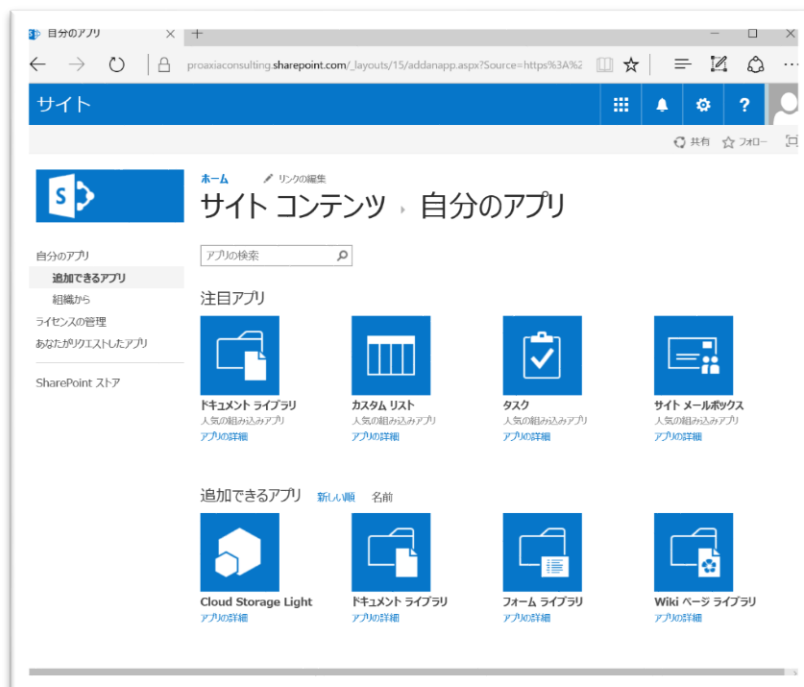 自分のアプリ
proaxiaconsulting.sharepoint.com/_layouts/15/addanapp.aspx?Source=https%3A%2
サイト
?
共有 フォロー
S
ホーム リンクの編集
サイト コンテンツ › 自分のアプリ
自分のアプリ
追加できるアプリ
組織から
ライセンスの管理
あなたがリクエストしたアプリ
SharePoint ストア
アプリの検索
注目アプリ
ドキュメント ライブラリ カスタム リスト タスク サイト メールボックス
人気の組み込みアプリ 人気の組み込みアプリ 人気の組み込みアプリ 人気の組み込みアプリ
アプリの詳細 アプリの詳細 アプリの詳細 アプリの詳細
追加できるアプリ 新しい順 名前
Cloud Storage Light ドキュメント ライブラリ フォーム ライブラリ Wiki ページ ライブラリ
アプリの詳細 アプリの詳細 アプリの詳細 アプリの詳細